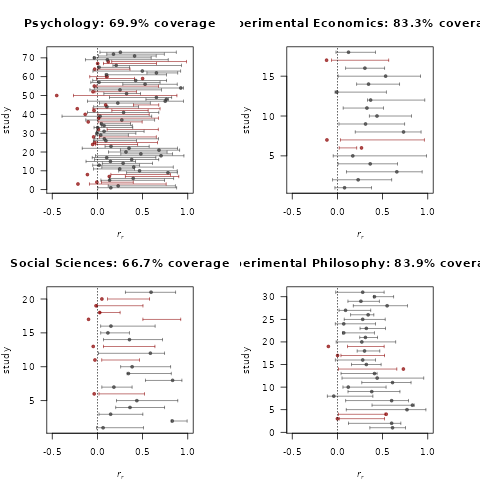 Psychology: 69.9% coverage
perimental Economics: 83.3% covera
study
study
0
10
20
30
40
50
60
70
5
10
15
-0.5 0.0 0.5 1.0
-0.5 0.0 0.5 1.0
r_r
r_r
Social Sciences: 66.7% coverage
perimental Philosophy: 83.9% covera
study
study
5
10
15
20
0
5
10
15
20
25
30
-0.5 0.0 0.5 1.0
-0.5 0.0 0.5 1.0
r_r
r_r